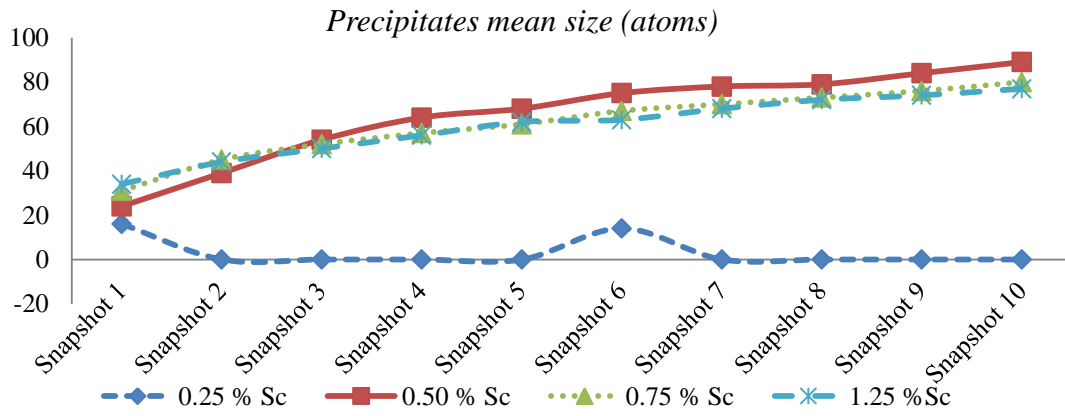 Precipitates mean size (atoms)
100
80
60
40
20
0
-20
Snapshot 1
Snapshot 2
Snapshot 3
Snapshot 4
Snapshot 5
Snapshot 6
Snapshot 7
Snapshot 8
Snapshot 9
Snapshot 10
0.25 % Sc 0.50 % Sc 0.75 % Sc 1.25 %Sc